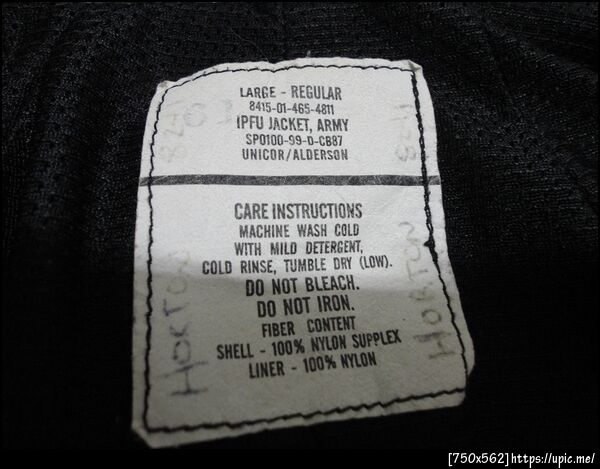 LARGE - REGULAR
8415-01-465-4811
IPFU JACKET, ARMY
SPO100-99-D-CB87
UNICOR/ALDERSON
CARE INSTRUCTIONS
MACHINE WASH COLD
WITH MILD DETERGENT,
COLD RINSE, TUMBLE DRY (LOW).
DO NOT BLEACH.
DO NOT IRON.
FIBER CONTENT
SHELL - 100% NYLON SUPPLEX
LINER - 100% NYLON
HORTON
HORTON
[750x562]https://upic.me/